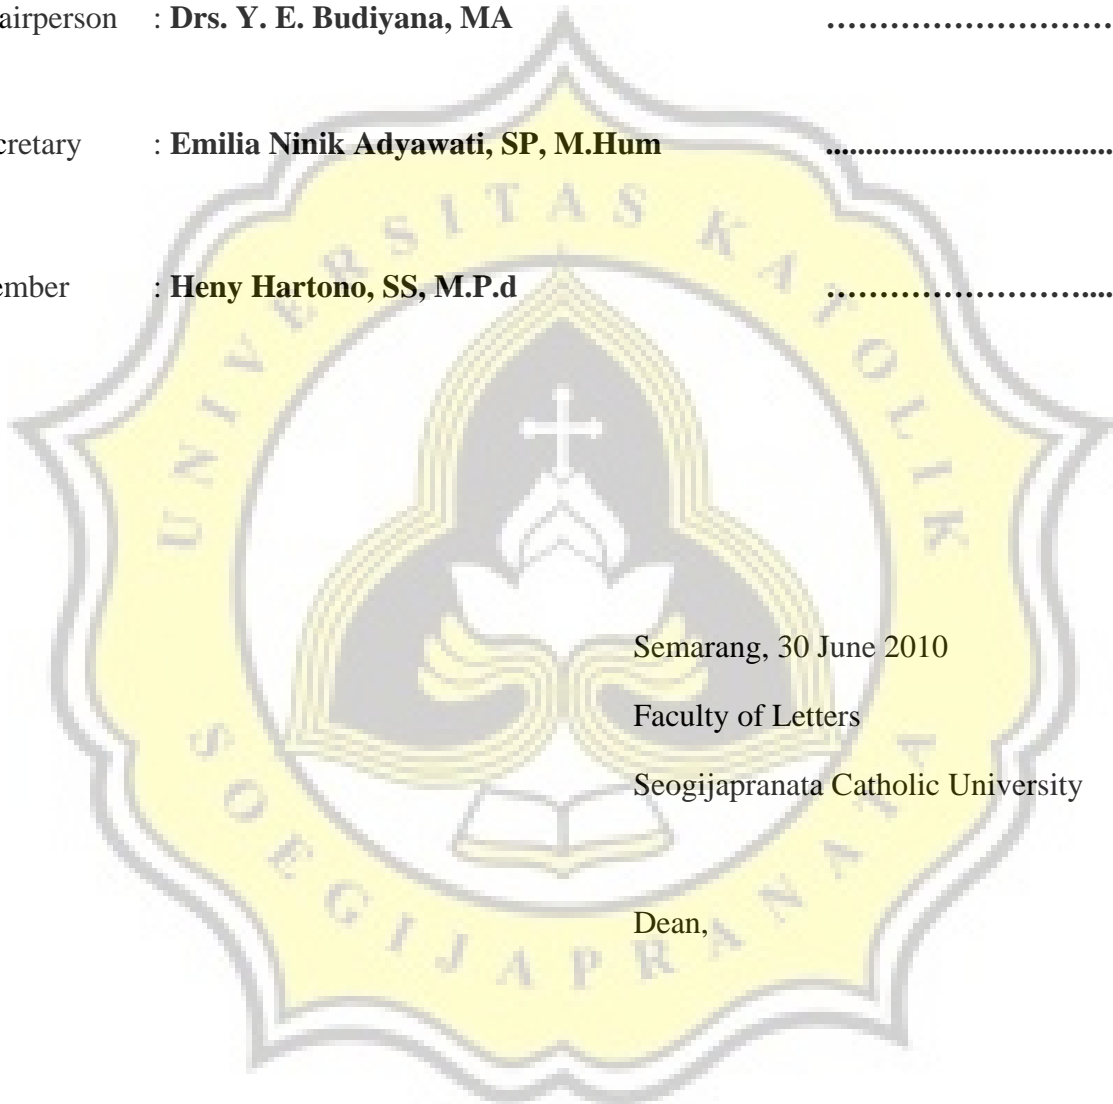 airperson : Drs. Y. E. Budiyana, MA ………………………
cretary : Emilia Ninik Adyawati, SP, M.Hum ..................................
ember : Heny Hartono, SS, M.P.d ……………………....
Semarang, 30 June 2010
Faculty of Letters
Seogijapranata Catholic University
Dean,
UNIVERSITAS KATOLIK
SOEGIJAPRANATA